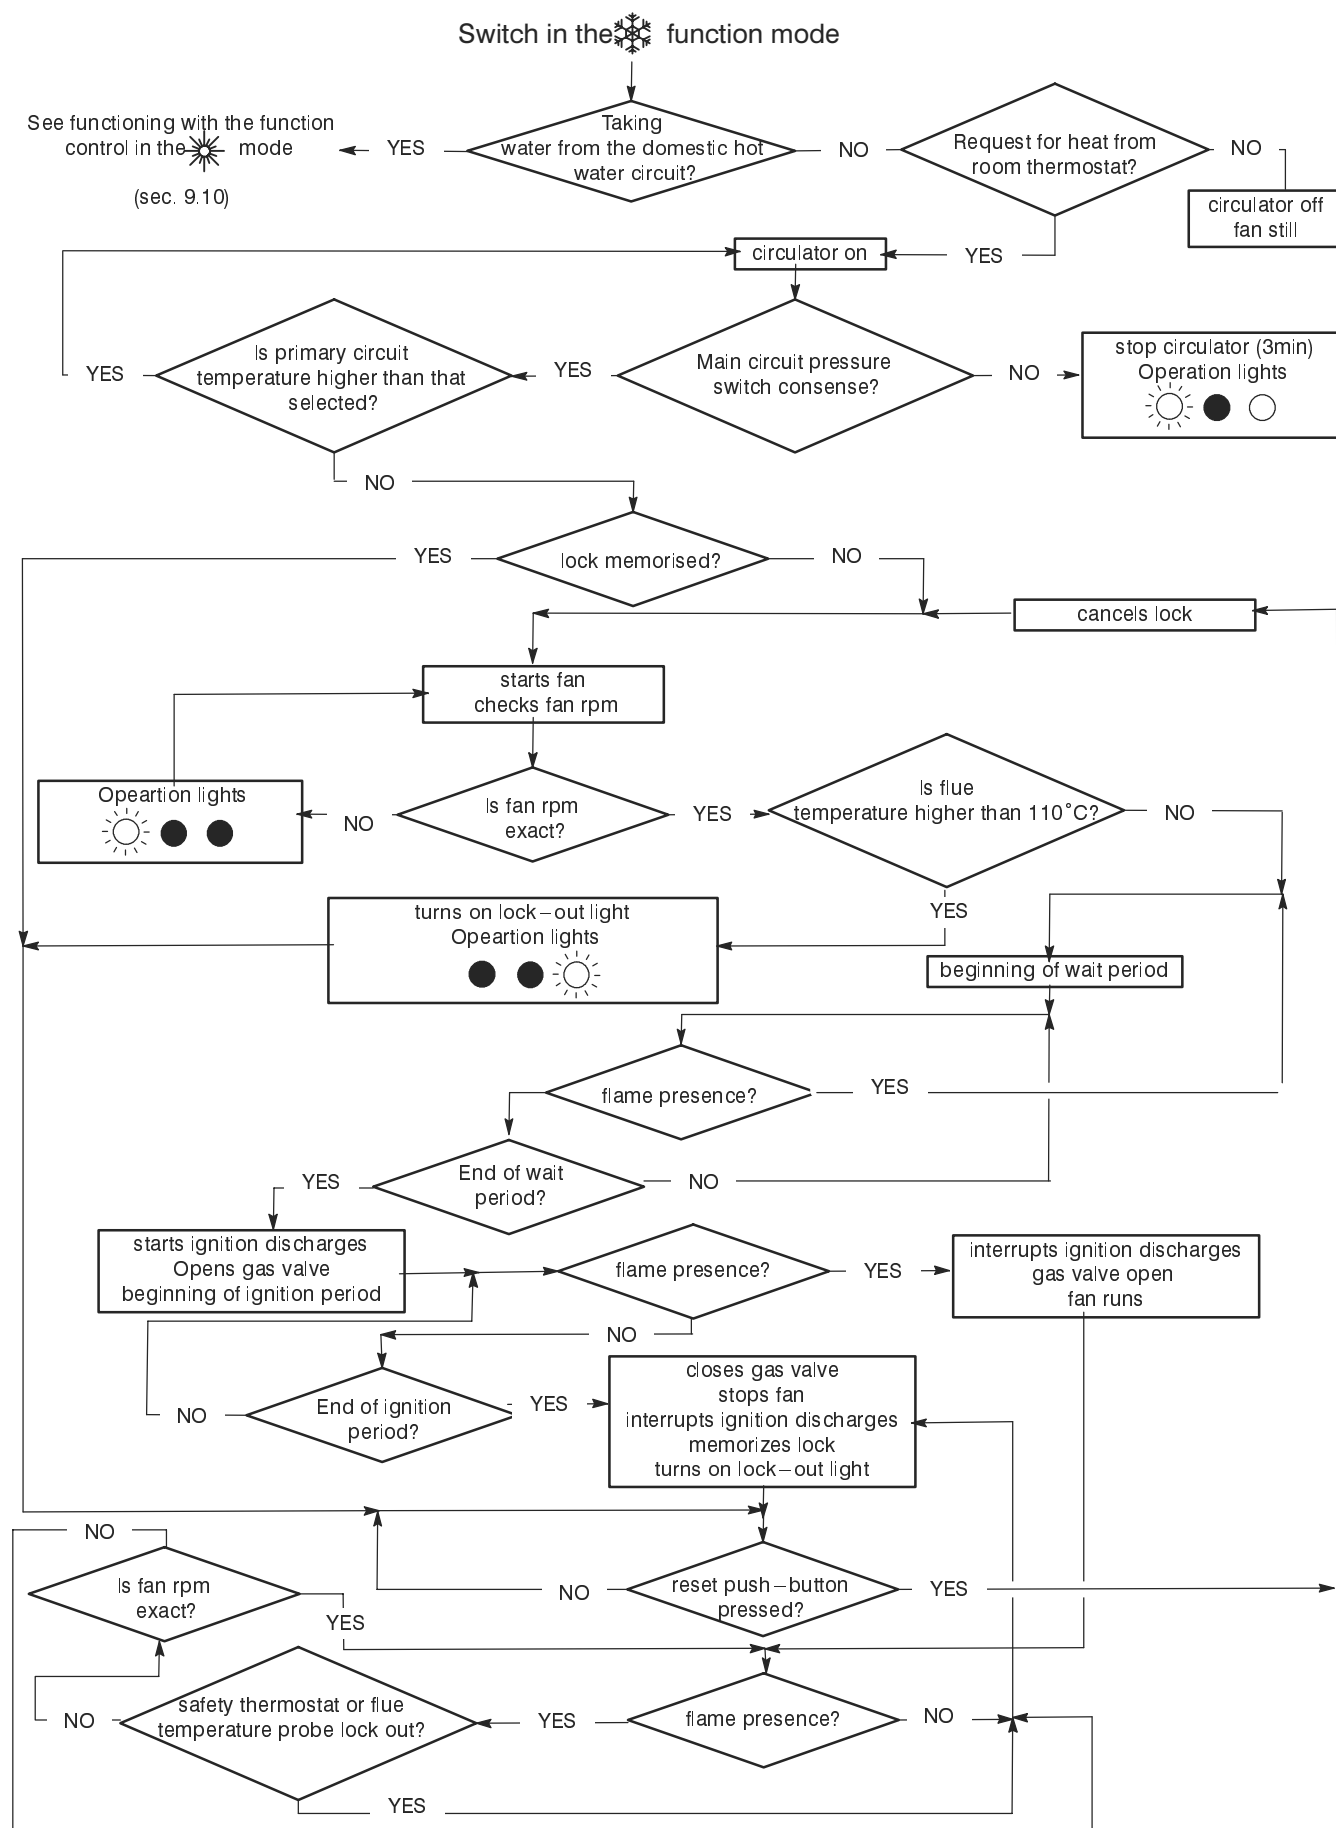 Switch in the function mode
See functioning with the function
control in the mode
(sec. 9.10)
YES
Taking
water from the domestic hot
water circuit?
NO
Request for heat from
room thermostat?
NO
circulator off
fan still
circulator on
YES
YES
Is primary circuit
temperature higher than that
selected?
YES
Main circuit pressure
switch consense?
NO
stop circulator (3min)
Operation lights
NO
YES
lock memorised?
NO
cancels lock
starts fan
checks fan rpm
Opeartion lights
NO
Is fan rpm
exact?
YES
Is flue
temperature higher than 110°C?
NO
YES
turns on lock–out light
Opeartion lights
beginning of wait period
flame presence?
YES
YES
End of wait
period?
NO
starts ignition discharges
Opens gas valve
beginning of ignition period
flame presence?
YES
interrupts ignition discharges
gas valve open
fan runs
NO
NO
End of ignition
period?
YES
closes gas valve
stops fan
interrupts ignition discharges
memorizes lock
turns on lock–out light
NO
Is fan rpm
exact?
YES
NO
reset push–button
pressed?
YES
NO
safety thermostat or flue
temperature probe lock out?
YES
flame presence?
NO
YES